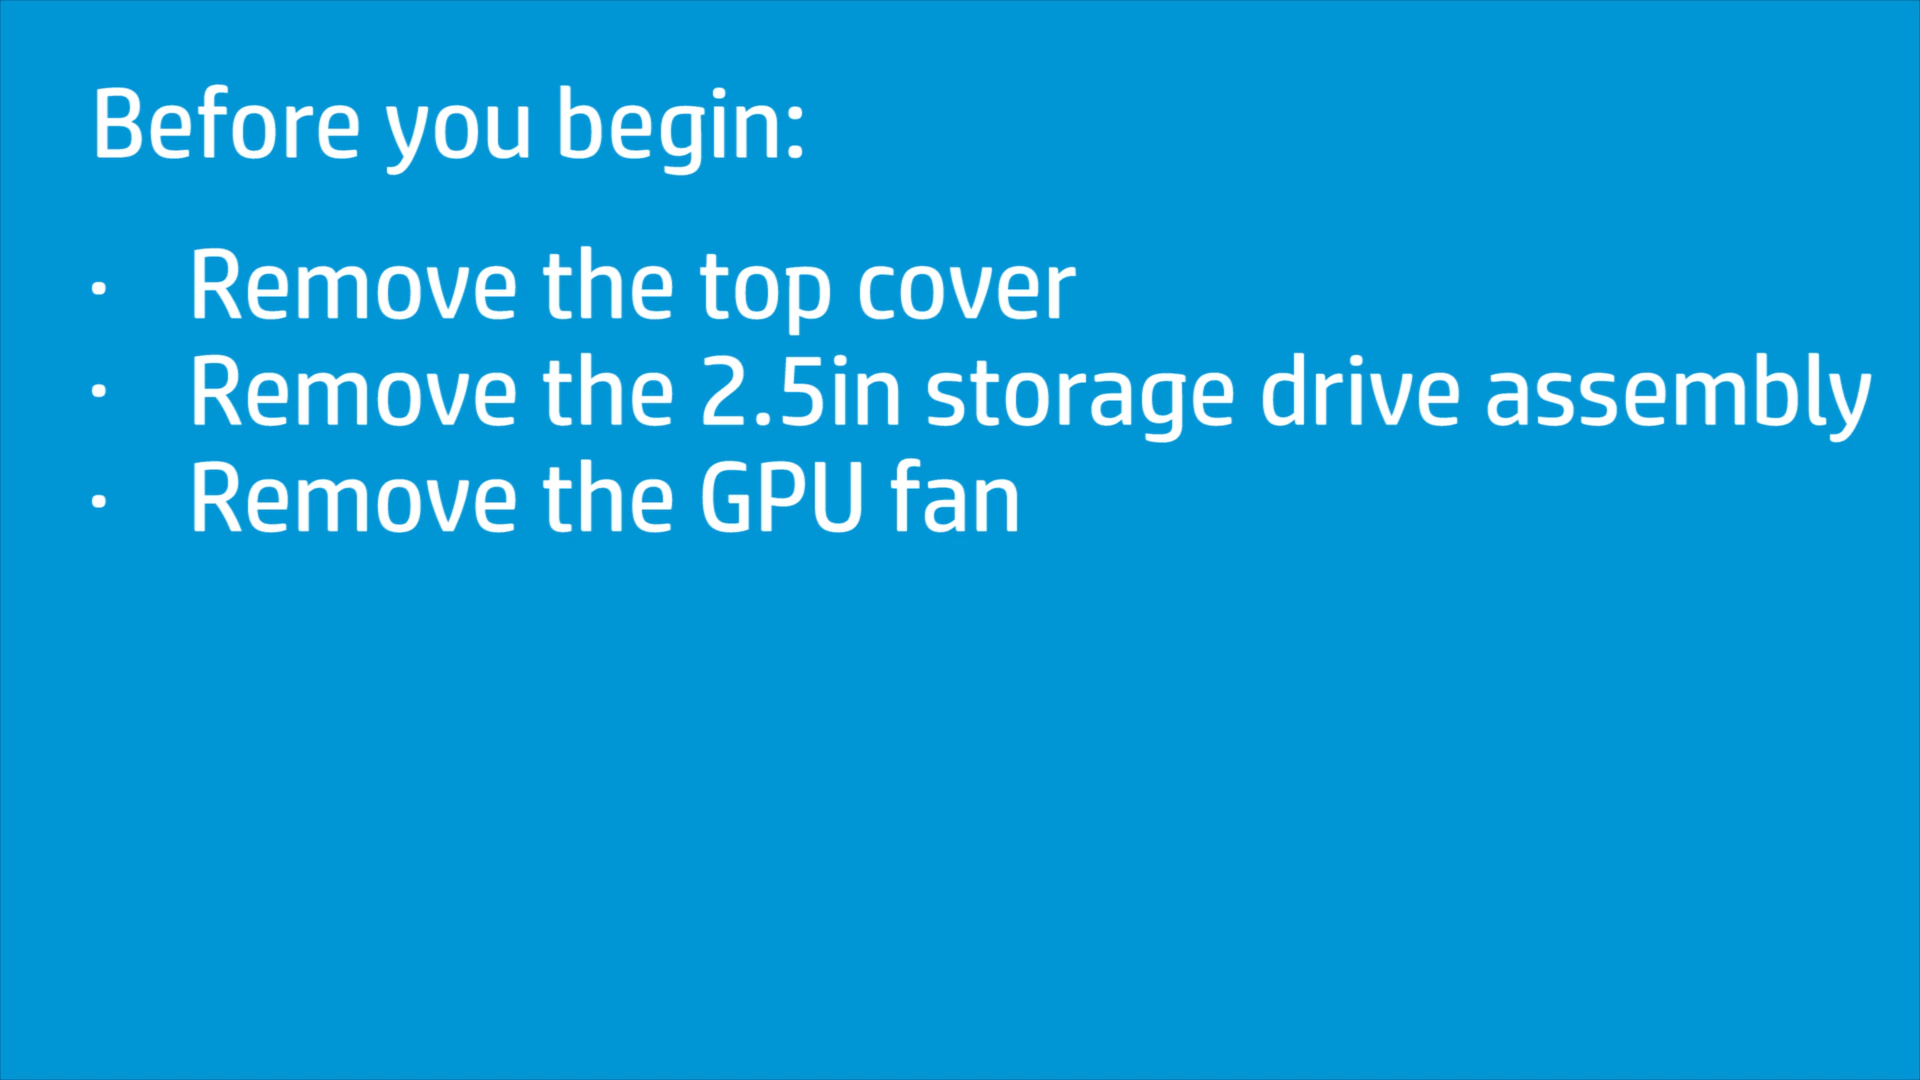 Before you begin:
· Remove the top cover
· Remove the 2.5in storage drive assembly
· Remove the GPU fan